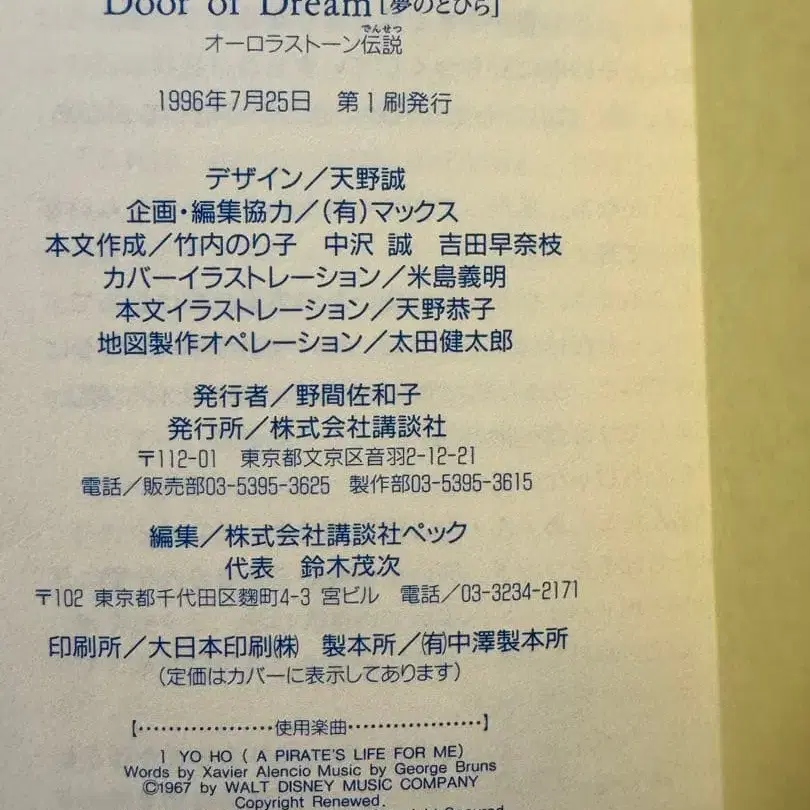 Door of Dream[夢のとびら]
オーロラストーン伝説
でんせつ
1996年7月25日 第1刷発行
デザイン/天野誠
企画・編集協力/(有)マックス
本文作成/竹内のり子 中沢 誠 吉田早奈枝
カバーイラストレーション/米島義明
本文イラストレーション/天野恭子
地図製作オペレーション/太田健太郎
発行者/野間佐和子
発行所/株式会社講談社
〒112-01 東京都文京区音羽2-12-21
電話/販売部03-5395-3625 製作部03-5395-3615
編集/株式会社講談社ペック
代表 鈴木茂次
〒102 東京都千代田区麴町4-3 宮ビル 電話/03-3234-2171
印刷所/大日本印刷㈱ 製本所/㈲中澤製本所
(定価はカバーに表示してあります)
【‥‥‥‥‥‥‥使用楽曲‥‥‥‥‥‥‥】
1 YO HO ( A PIRATE'S LIFE FOR ME)
Words by Xavier Alencio Music by George Bruns
©1967 by WALT DISNEY MUSIC COMPANY
Copyright Renewed.